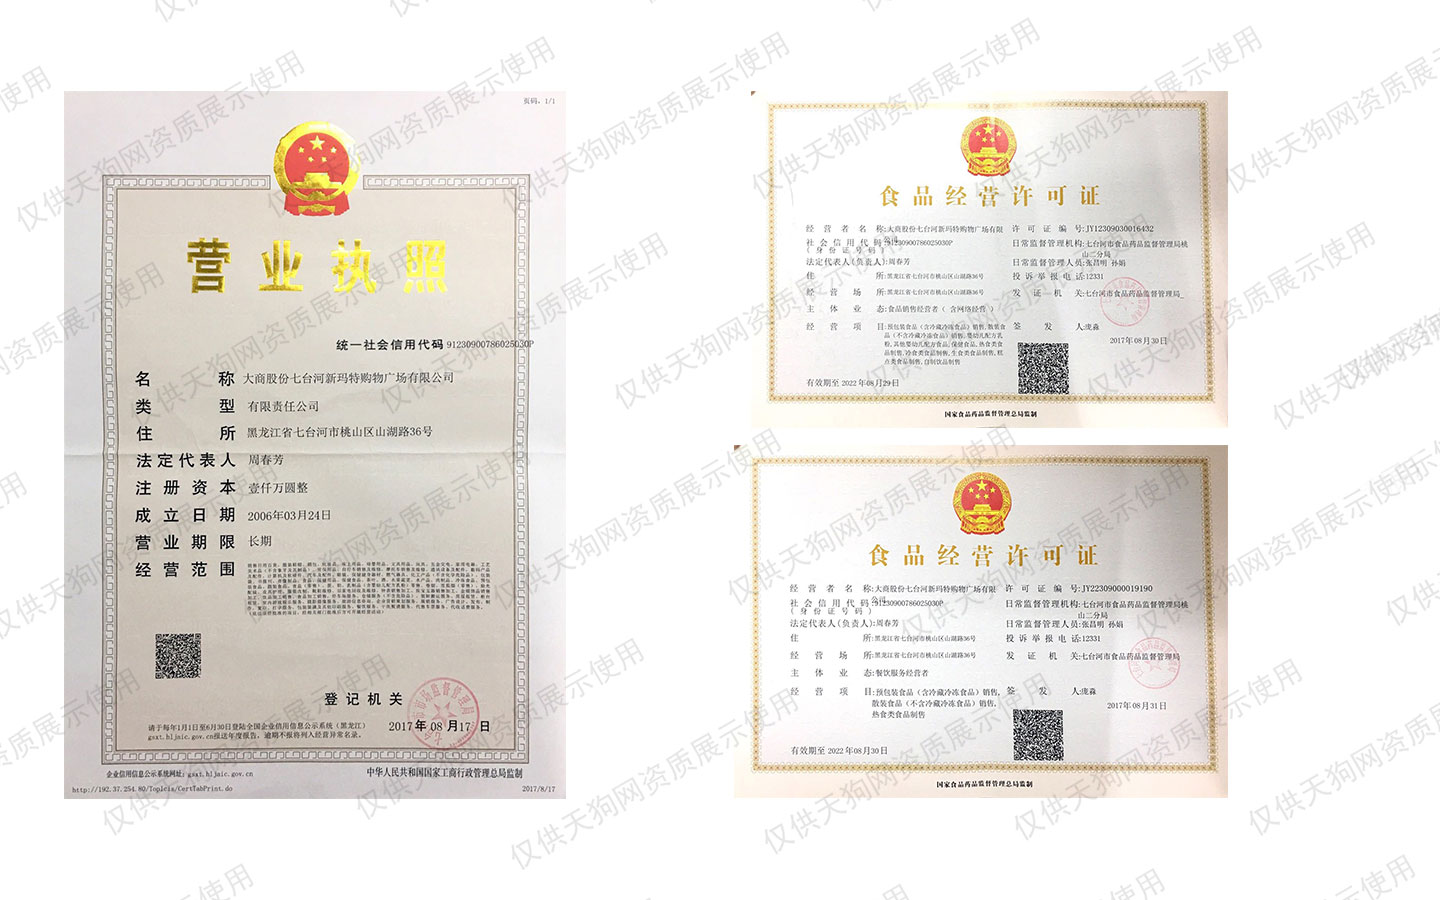 页码:1/1
营业执照
统一社会信用代码 91230900786025030P
名称 大商股份七台河新玛特购物广场有限公司
类型 有限责任公司
住所 黑龙江省七台河市桃山区山湖路36号
法定代表人 周春芳
注册资本 壹仟万圆整
成立日期 2006年03月24日
营业期限 长期
经营范围
登记机关
2017年 08月17日
请于每年1月1日至6月30日登陆全国企业信用信息公示系统(黑龙江)
gsxt.hljaic.gov.cn报送年度报告,逾期不报将列入经营异常名录。
企业信用信息公示系统网址: gsxt.hljaic.gov.cn
中华人民共和国国家工商行政管理总局监制
http://192.37.254.80/TopIcis/CertTabPrint.do
2017/8/17
食品经营许可证
经营者名称:大商股份七台河新玛特购物广场有限公司
社会信用代码:91230900786025030P
(身份证号码)
法定代表人(负责人):周春芳
住所:黑龙江省七台河市桃山区山湖路36号
经营场所:黑龙江省七台河市桃山区山湖路36号
主体业态:食品销售经营者(含网络经营)
经营项目:预包装食品(含冷藏冷冻食品)销售,散装食
品(不含冷藏冷冻食品)销售,婴幼儿配方乳
粉,其他婴幼儿配方食品,保健食品,热食类食
品制售,冷食类食品制售,生食类食品制售,糕
点类食品制售,自制饮品制售
有效期至 2022年08月29日
许可证编号:JY12309030016432
日常监督管理机构:七台河市食品药品监督管理局桃
山二分局
日常监督管理人员:张昌明 孙娟
投诉举报电话:12331
发证机关:七台河市食品药品监督管理局
签发人:庞淼
2017年08月30日
国家食品药品监督管理总局监制
食品经营许可证
经营者名称:大商股份七台河新玛特购物广场有限公司
社会信用代码:91230900786025030P
(身份证号码)
法定代表人(负责人):周春芳
住所:黑龙江省七台河市桃山区山湖路36号
经营场所:黑龙江省七台河市桃山区山湖路36号
主体业态:餐饮服务经营者
经营项目:预包装食品(含冷藏冷冻食品)销售,
散装食品(不含冷藏冷冻食品)销售,
热食类食品制售
有效期至 2022年08月30日
许可证编号:JY22309000019190
日常监督管理机构:七台河市食品药品监督管理局桃
山二分局
日常监督管理人员:张昌明 孙娟
投诉举报电话:12331
发证机关:七台河市食品药品监督管理局
签发人:庞淼
2017年08月31日
国家食品药品监督管理总局监制
仅供天狗网资质展示使用